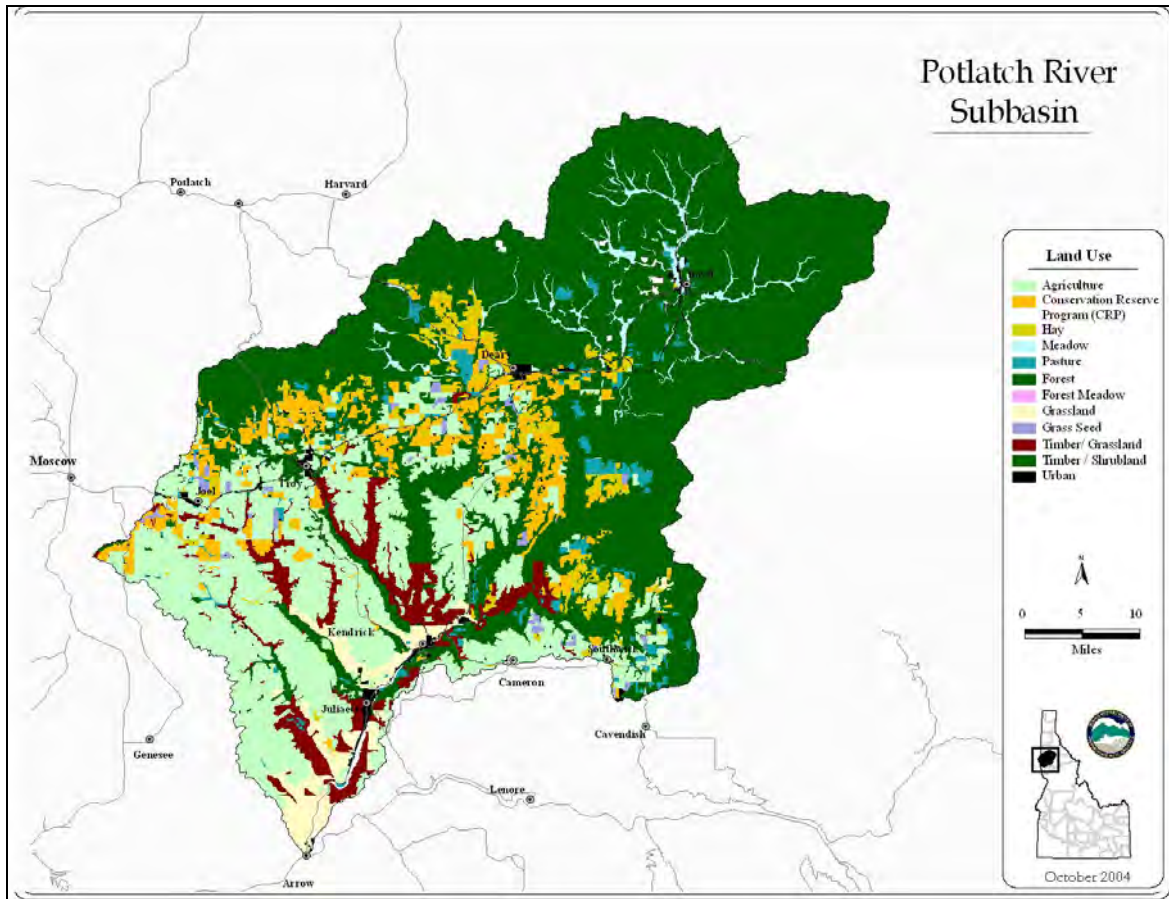 Potlatch River
Subbasin
Potlatch
Harvard
Deary
Moscow
Troy
Joel
Kendrick
Cameron
Juliaetta
Cavendish
Genesee
Lenore
Arrow
Land Use
Agriculture
Conservation Reserve
Program (CRP)
Hay
Meadow
Pasture
Forest
Forest Meadow
Grassland
Grass Seed
Timber/ Grassland
Timber / Shrubland
Urban
N
0 5 10
Miles
October 2004